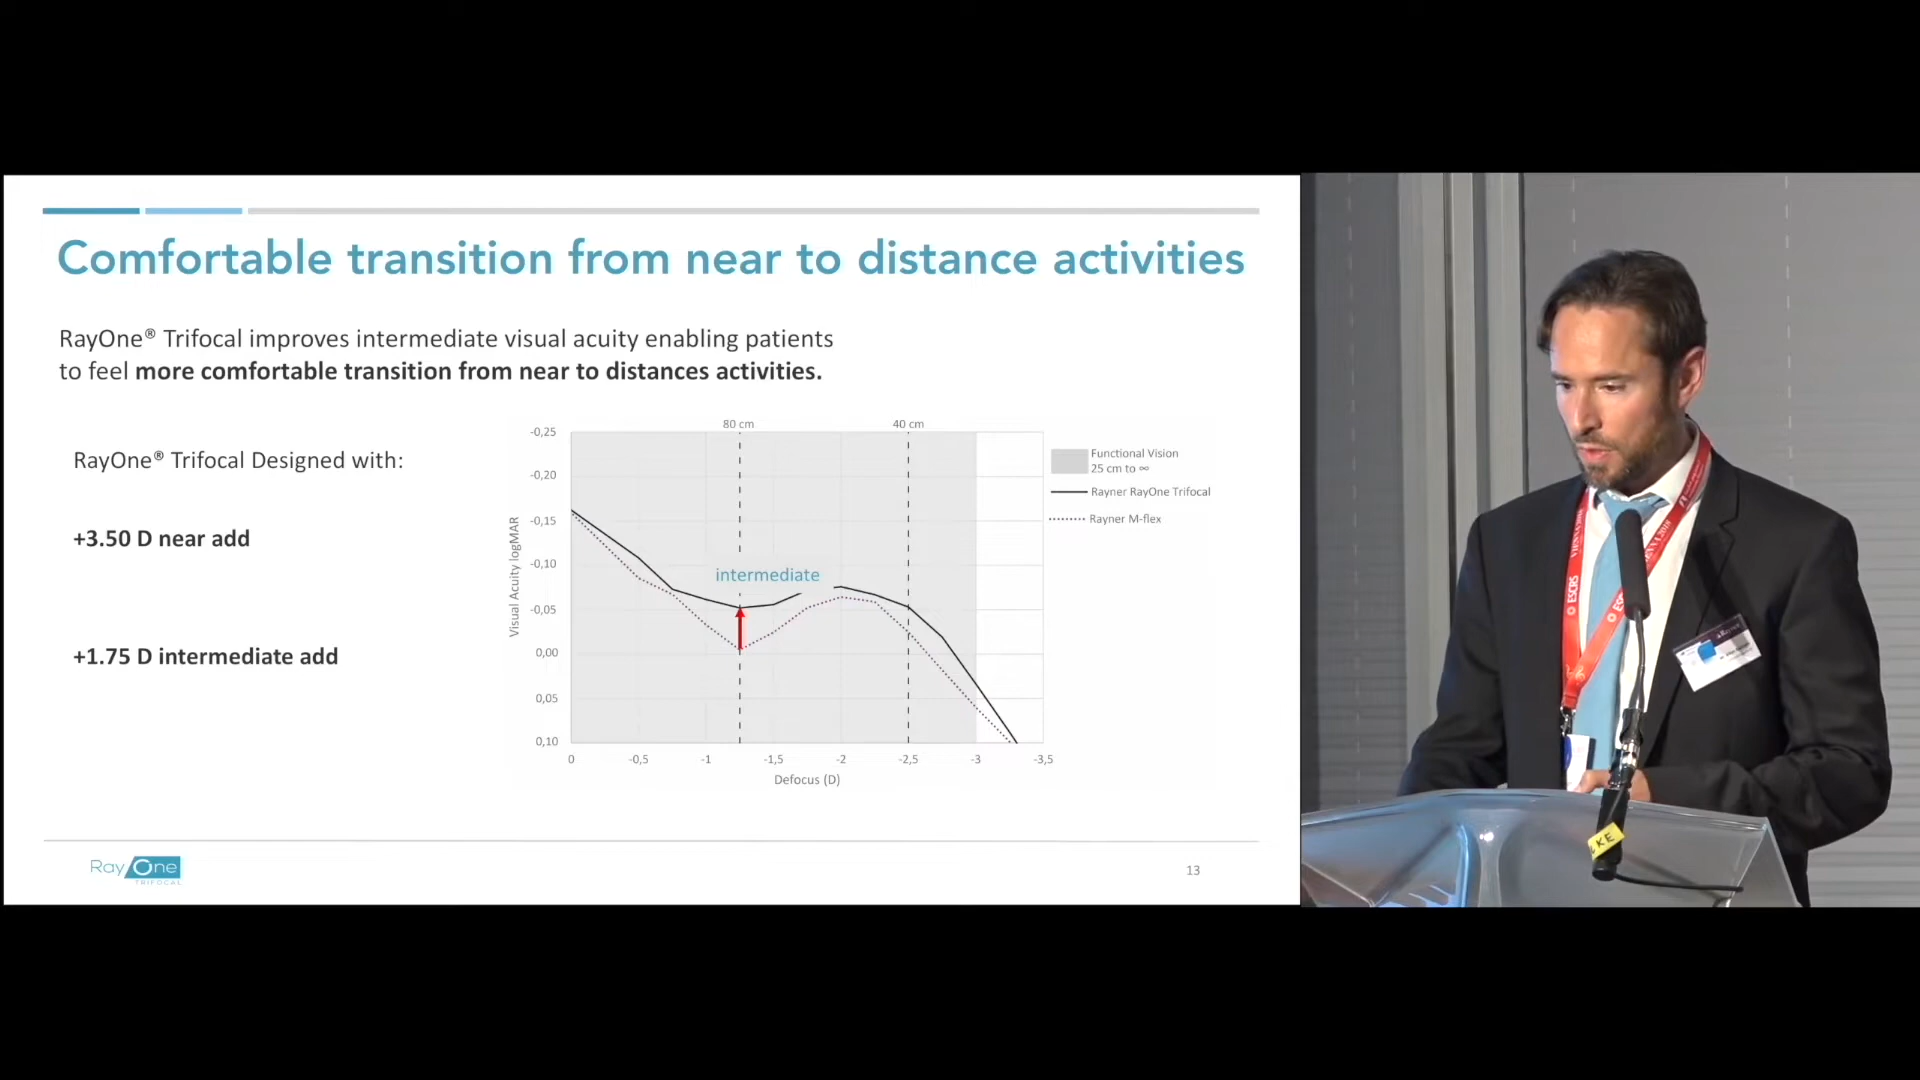 Comfortable transition from near to distance activities
RayOne® Trifocal improves intermediate visual acuity enabling patients
to feel more comfortable transition from near to distances activities.
RayOne® Trifocal Designed with:
+3.50 D near add
+1.75 D intermediate add
80 cm
40 cm
-0,25
-0,20
-0,15
-0,10
-0,05
0,00
0,05
0,10
Visual Acuity logMAR
intermediate
0
-0,5
-1
-1,5
-2
-2,5
-3
-3,5
Defocus (D)
Functional Vision
25 cm to ∞
Rayner RayOne Trifocal
Rayner M-flex
RayOne
TRIFOCAL
13
ESCRS
LKE